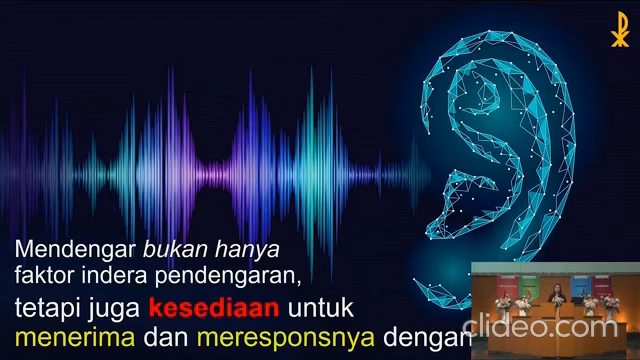 Mendengar bukan hanya
faktor indera pendengaran,
tetapi juga kesediaan untuk
menerima dan meresponsnya dengan
clideo.com